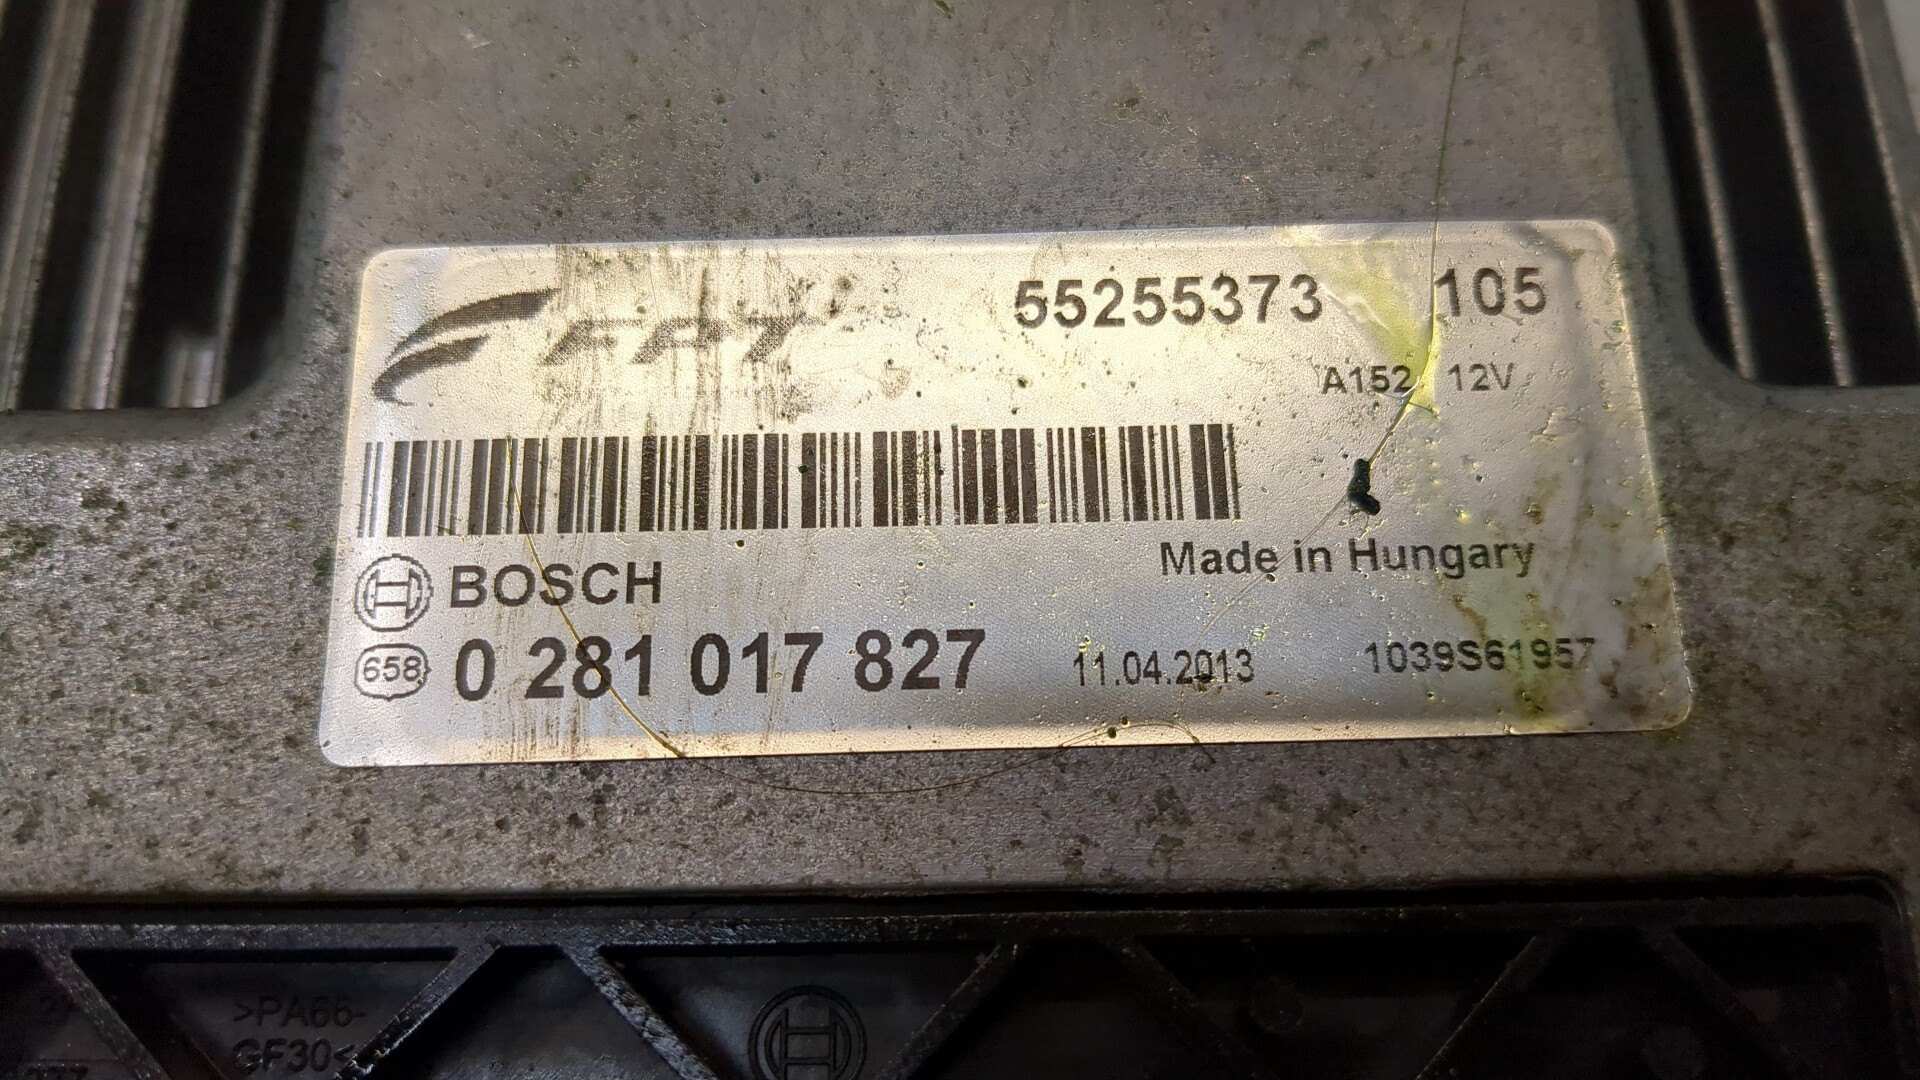 FPT 55255373 105
A152 12V
BOSCH Made in Hungary
658 0 281 017 827 11.04.2013 1039S61957
>PA66-
GF30<